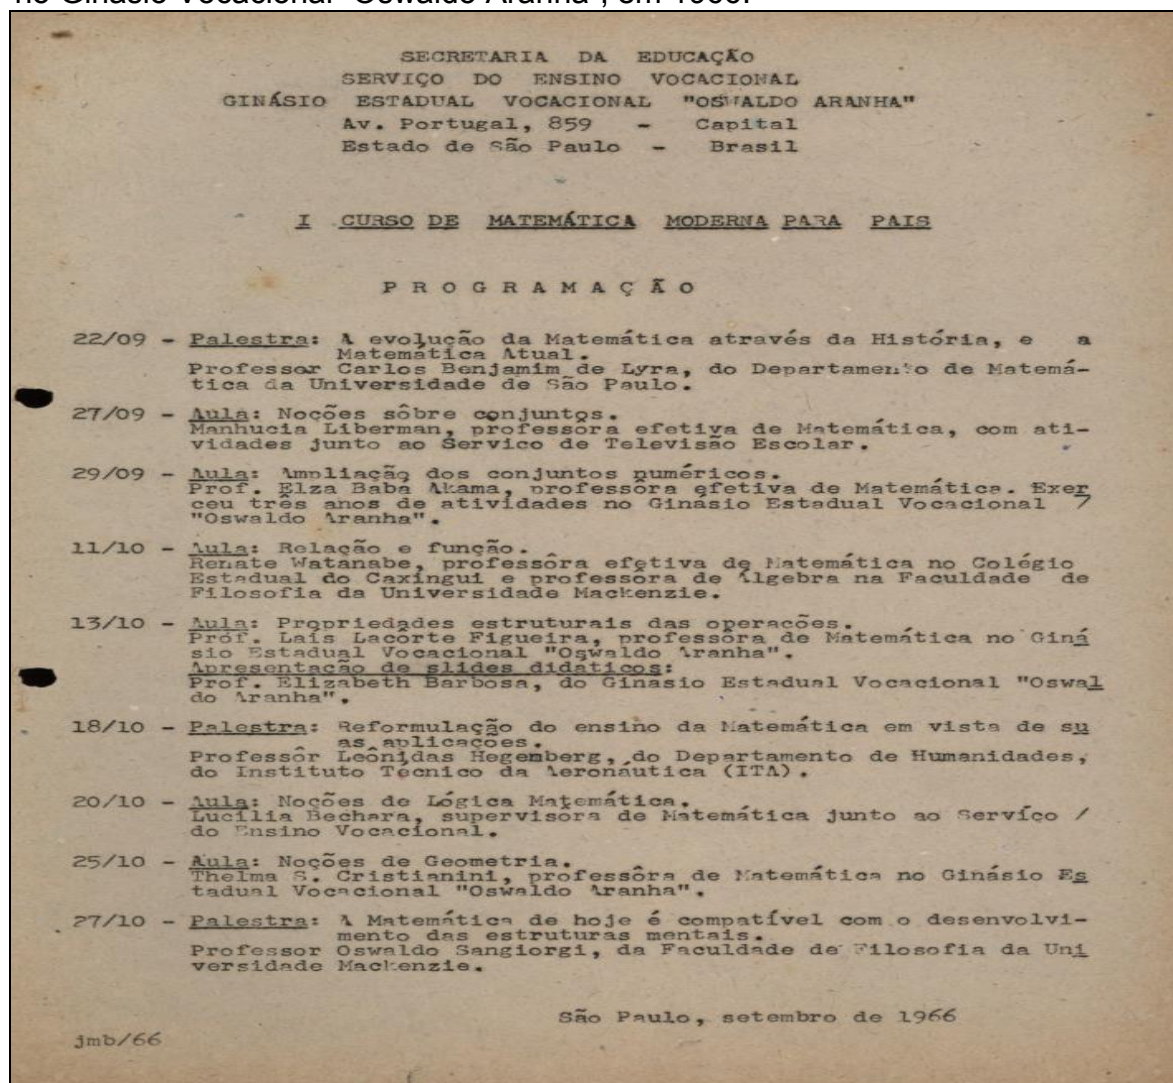 no Ginásio Vocacional "Oswaldo Aranha", em 1966.
SECRETARIA DA EDUCAÇÃO
SERVIÇO DO ENSINO VOCACIONAL
GINÁSIO ESTADUAL VOCACIONAL "OSWALDO ARANHA"
Av. Portugal, 859 - Capital
Estado de São Paulo - Brasil
I CURSO DE MATEMÁTICA MODERNA PARA PAIS
PROGRAMAÇÃO
22/09 - Palestra: A evolução da Matemática através da História, e a
Matemática Atual.
Professor Carlos Benjamim de Lyra, do Departamento de Matemá-
tica da Universidade de São Paulo.
27/09 - Aula: Noções sôbre conjuntos.
Manhucia Liberman, professôra efetiva de Matemática, com ati-
vidades junto ao Servico de Televisão Escolar.
29/09 - Aula: Ampliação dos conjuntos numéricos.
Prof. Elza Baba Akama, professôra efetiva de Matemática. Exer
ceu três anos de atividades no Ginásio Estadual Vocacional /
"Oswaldo Aranha".
11/10 - Aula: Relação e função.
Renate Watanabe, professôra efetiva de Matemática no Colégio
Estadual do Caxingui e professôra de Álgebra na Faculdade de
Filosofia da Universidade Mackenzie.
13/10 - Aula: Propriedades estruturais das operacões.
Prof. Lais Lacôrte Figueira, professôra de Matemática no Giná
sio Estadual Vocacional "Oswaldo Aranha".
Apresentação de slides didaticos:
Prof. Elizabeth Barbosa, do Ginasio Estadual Vocacional "Oswal
do Aranha".
18/10 - Palestra: Reformulação do ensino da Matemática em vista de su
as aplicações.
Professor Leônidas Hegemberg, do Departamento de Humanidades,
do Instituto Técnico da Aeronáutica (ITA).
20/10 - Aula: Noções de Lógica Matemática.
Lucília Bechara, supervisôra de Matemática junto ao Servíço /
do Ensino Vocacional.
25/10 - Aula: Noções de Geometria.
Thelma S. Cristianini, professôra de Matemática no Ginásio Es
tadual Vocacional "Oswaldo Aranha".
27/10 - Palestra: A Matemática de hoje é compatível com o desenvolvi-
mento das estruturas mentais.
Professor Oswaldo Sangiorgi, da Faculdade de Filosofia da Uni
versidade Mackenzie.
São Paulo, setembro de 1966
jmb/66